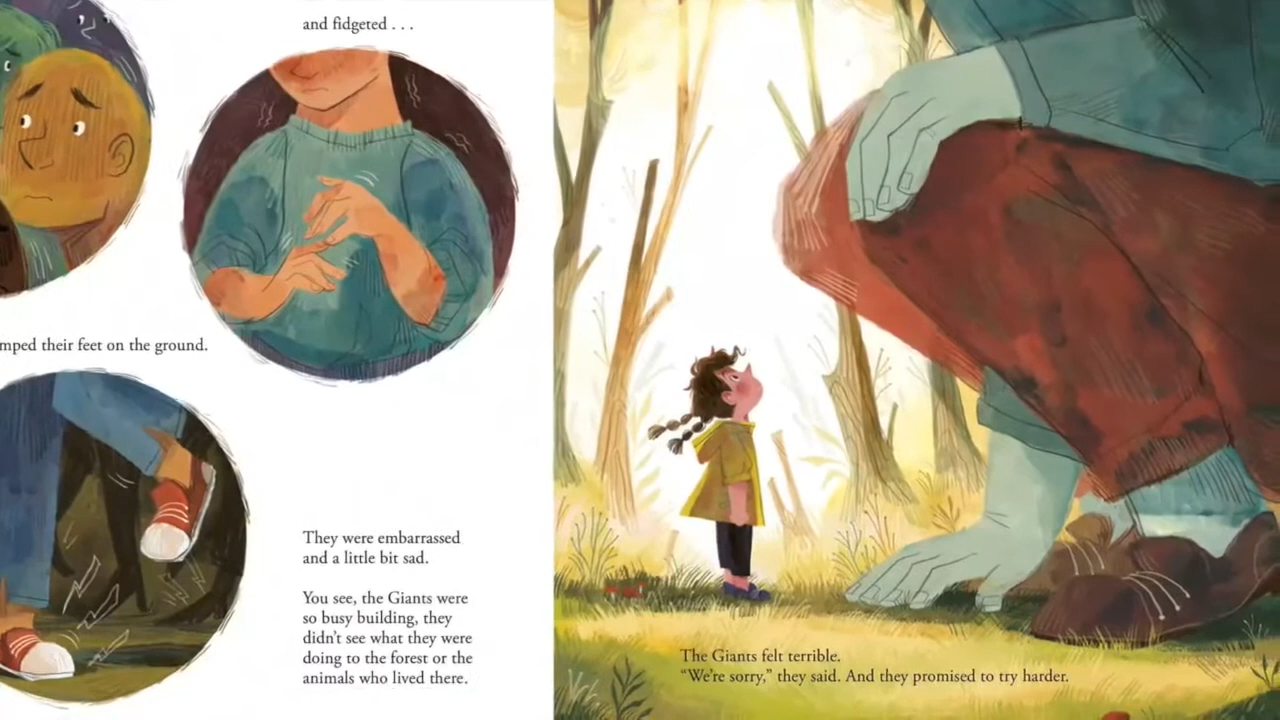 and fidgeted . . .
their feet on the ground.
They were embarrassed
and a little bit sad.
You see, the Giants were
so busy building, they
didn’t see what they were
doing to the forest or the
animals who lived there.
The Giants felt terrible.
“We’re sorry,” they said. And they promised to try harder.